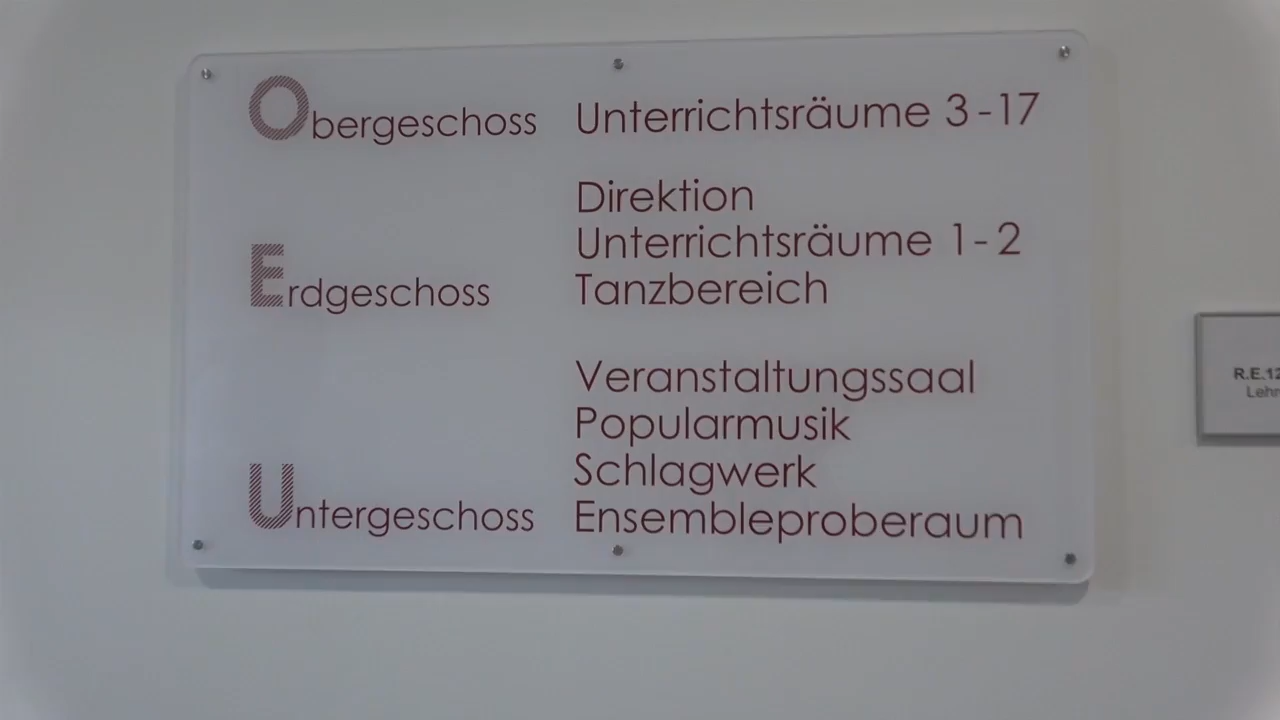 Obergeschoss Unterrichtsräume 3-17
Direktion
Unterrichtsräume 1-2
Erdgeschoss Tanzbereich
Veranstaltungssaal
Popularmusik
Schlagwerk
Untergeschoss Ensembleproberaum